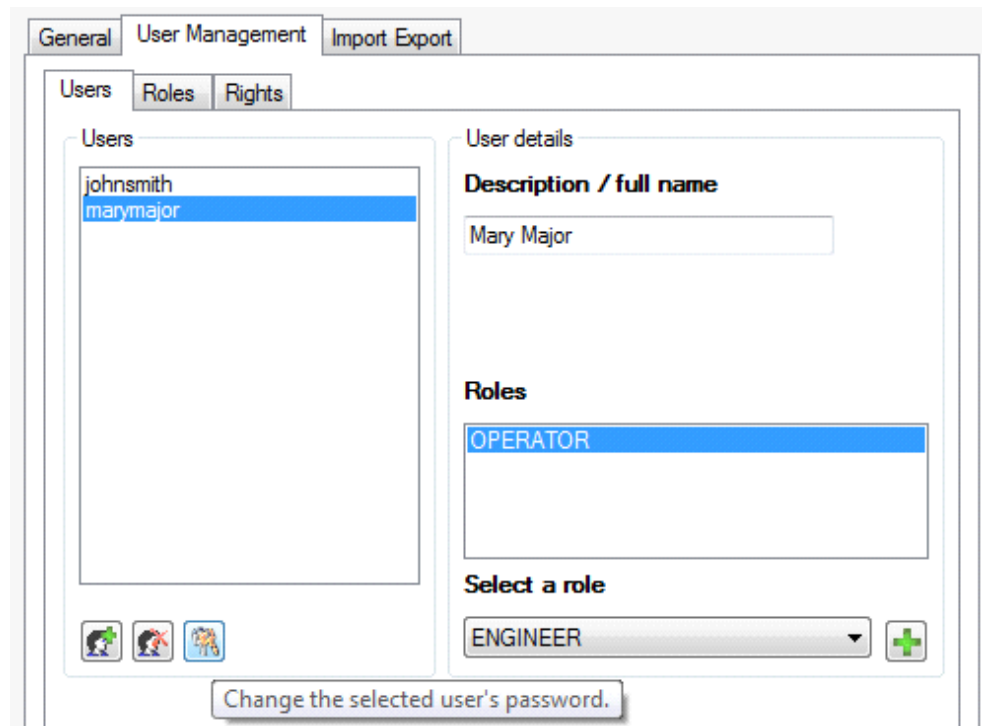 General User Management Import Export
Users Roles Rights
Users
johnsmith
marymajor
User details
Description / full name
Mary Major
Roles
OPERATOR
Select a role
ENGINEER
Change the selected user's password.